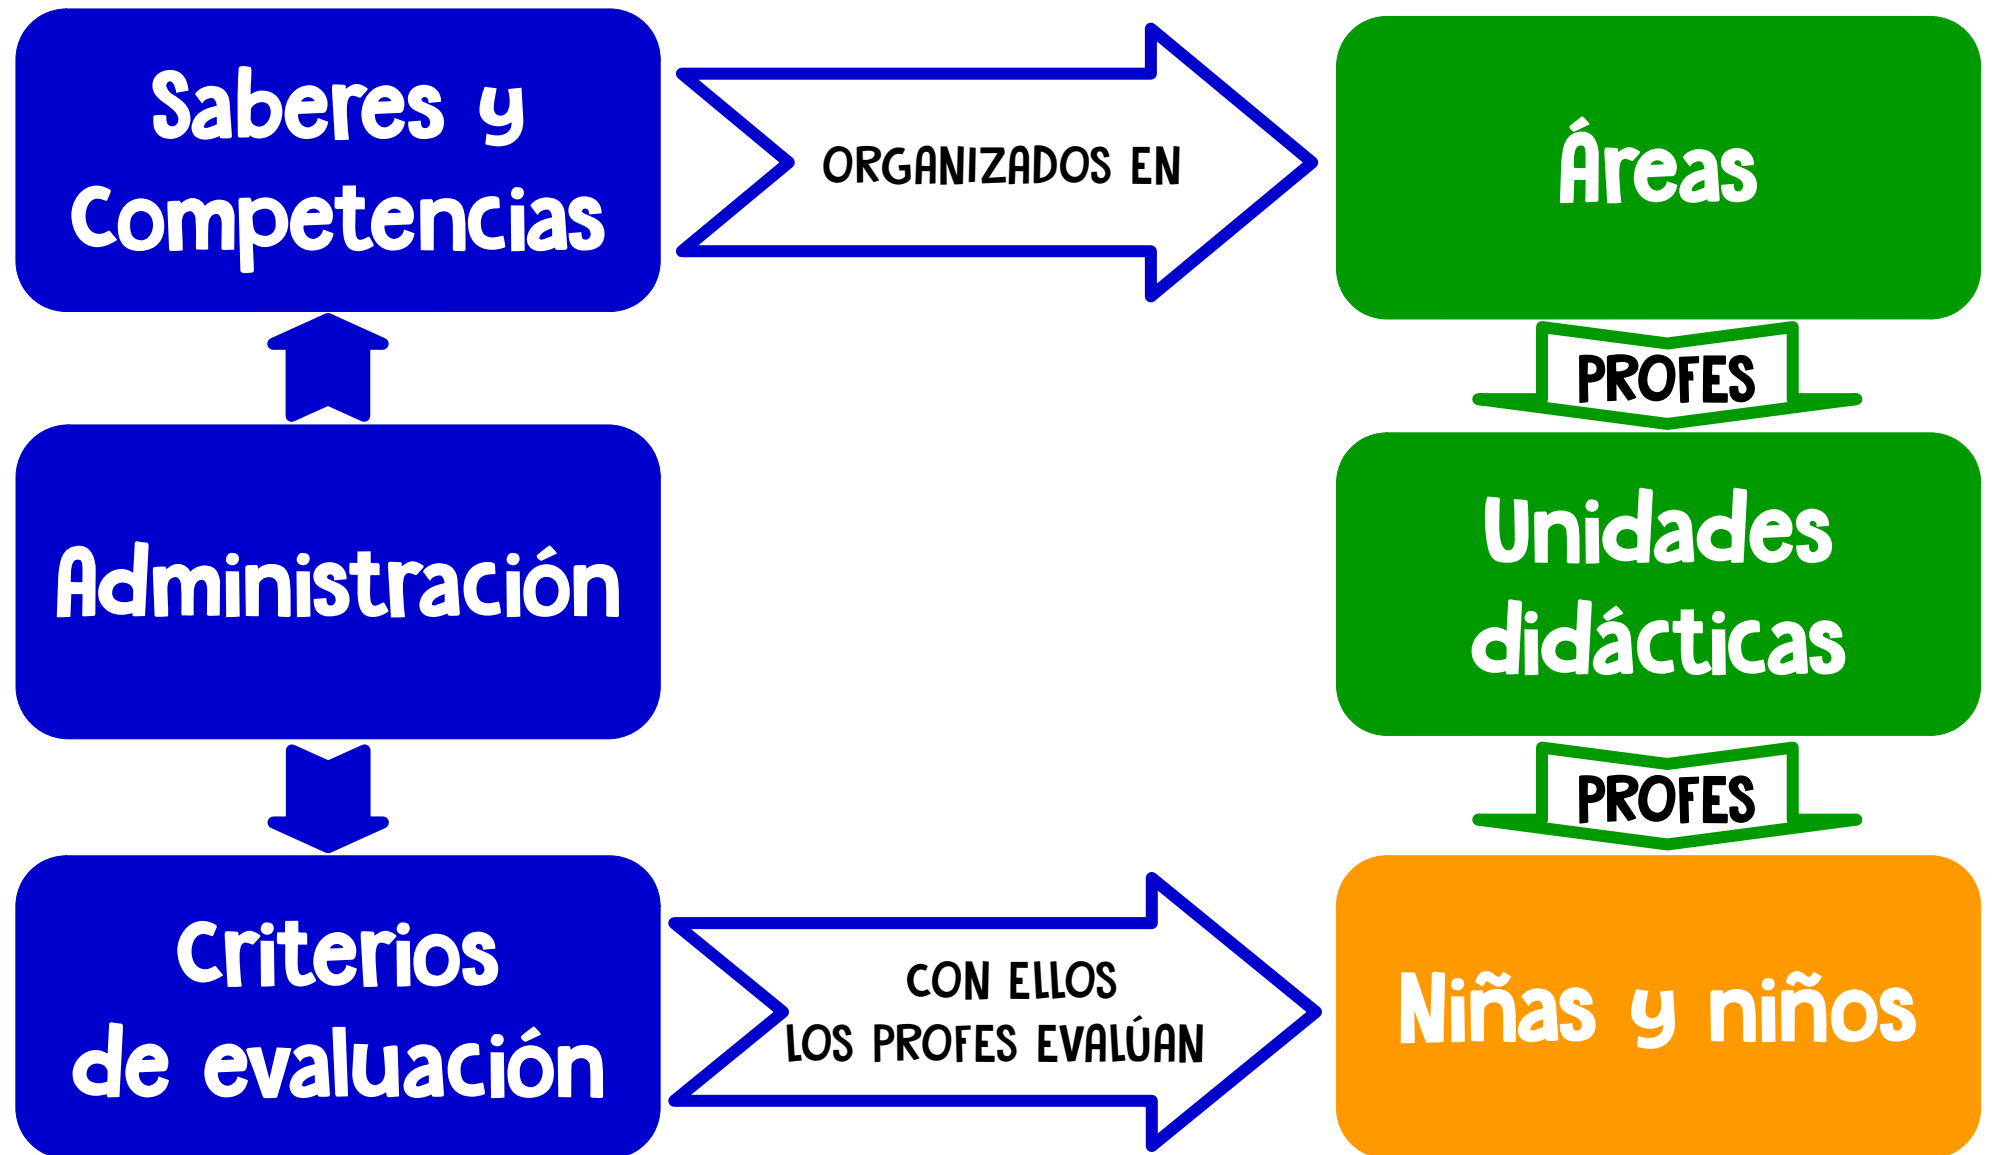 Saberes y
Competencias
ORGANIZADOS EN
Áreas
PROFES
Administración
Unidades
didácticas
PROFES
Criterios
de evaluación
CON ELLOS
LOS PROFES EVALÚAN
Niñas y niños